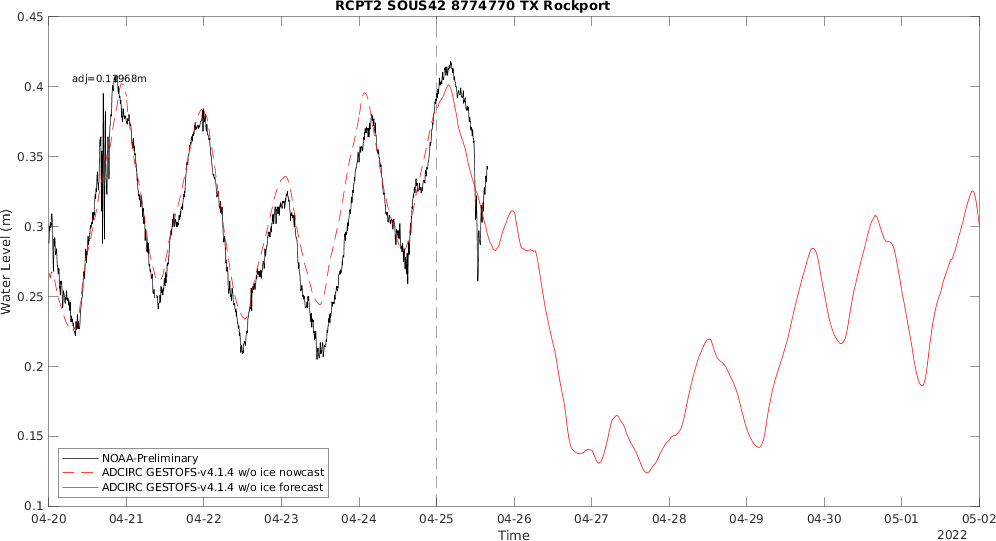 RCPT2 SOUS42 8774770 TX Rockport
0.45
0.4
0.35
0.3
0.25
0.2
0.15
0.1
Water Level (m)
adj=0.13968m
NOAA-Preliminary
ADCIRC GESTOFS-v4.1.4 w/o ice nowcast
ADCIRC GESTOFS-v4.1.4 w/o ice forecast
04-20 04-21 04-22 04-23 04-24 04-25 04-26 04-27 04-28 04-29 04-30 05-01 05-02
Time
2022